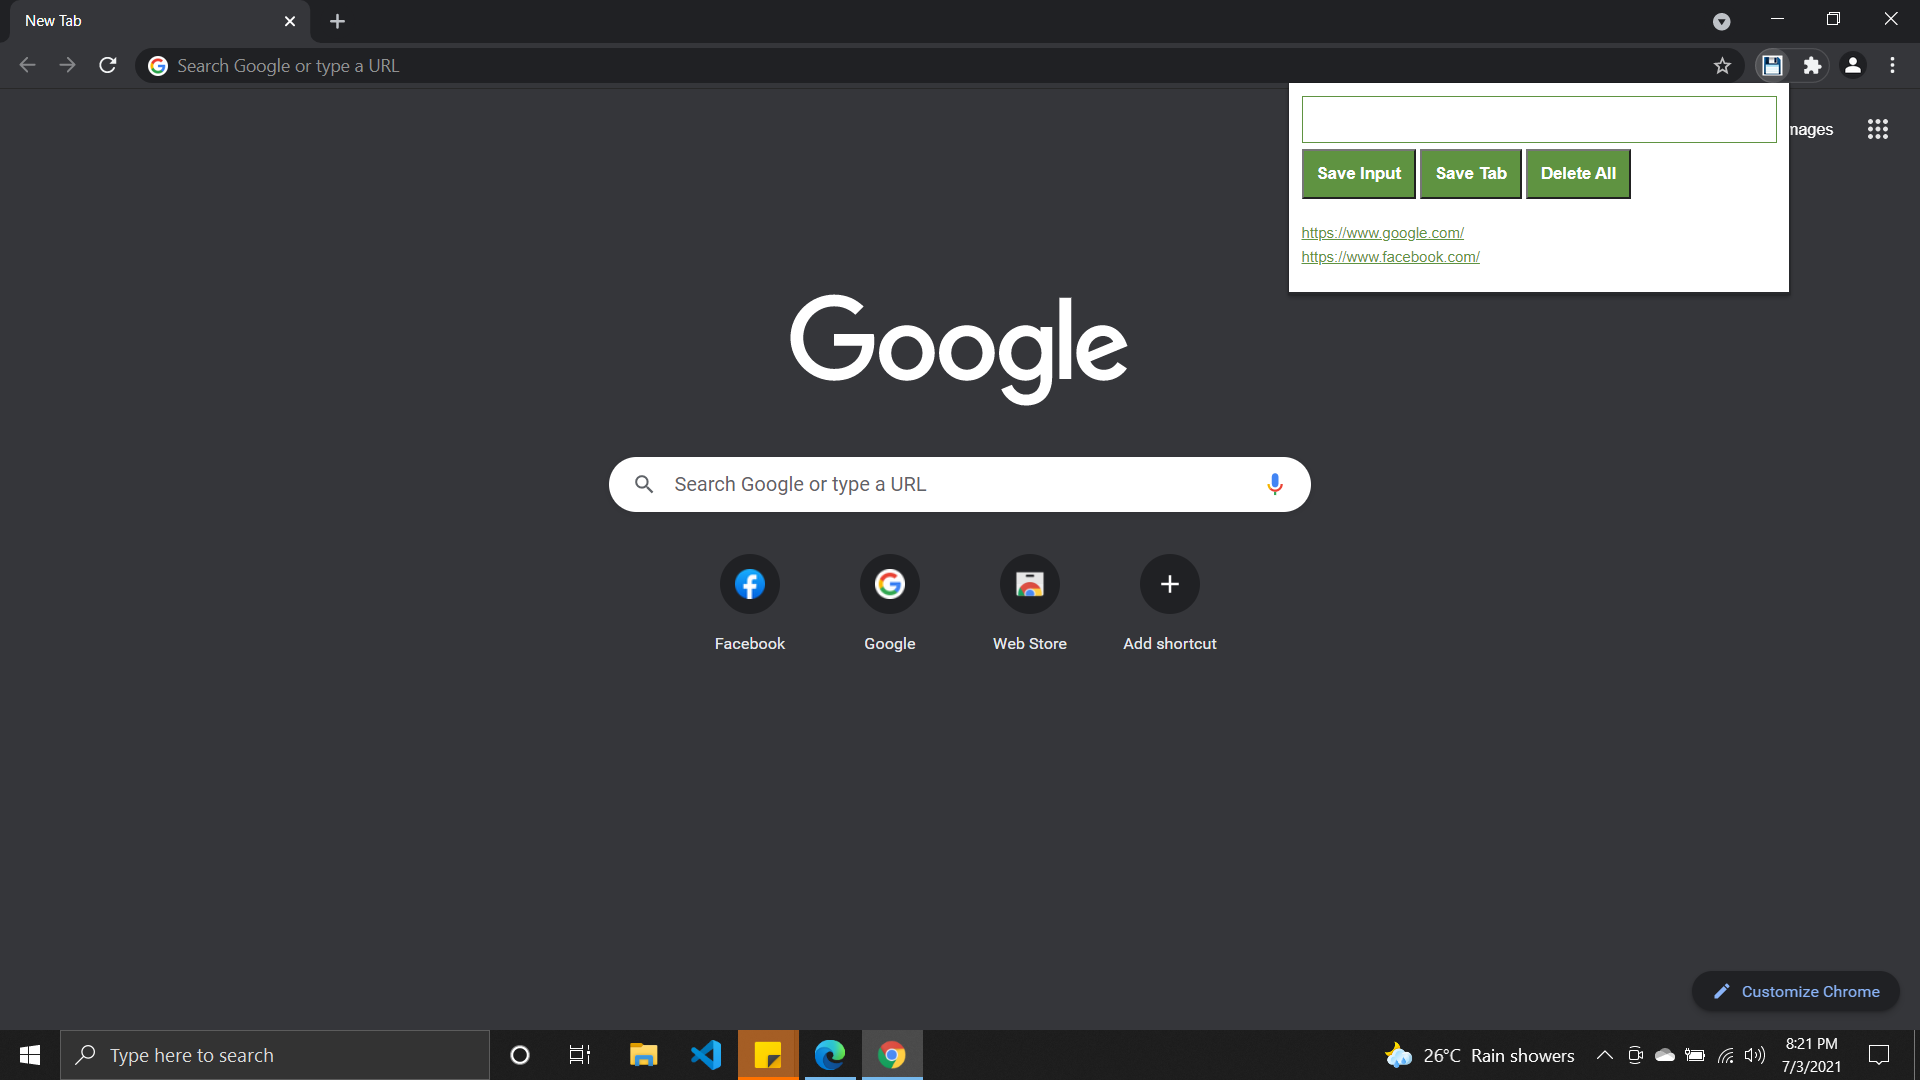 New Tab
Search Google or type a URL
mages
Save Input
Save Tab
Delete All
https://www.google.com/
https://www.facebook.com/
Google
Search Google or type a URL
Facebook
Google
Web Store
Add shortcut
Customize Chrome
Type here to search
26°C Rain showers
8:21 PM
7/3/2021